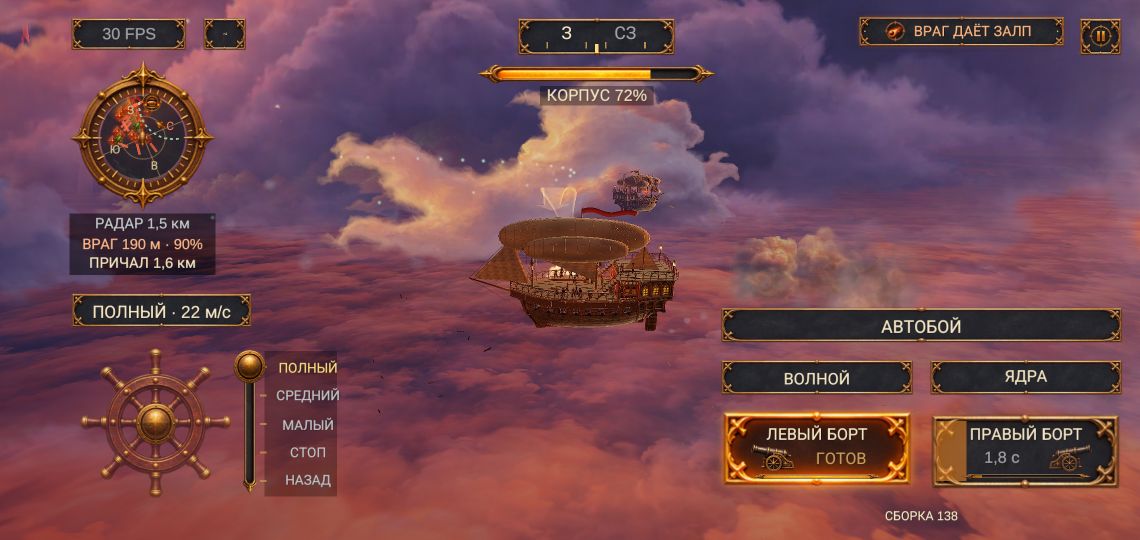 30 FPS
З СЗ
ВРАГ ДАЁТ ЗАЛП
КОРПУС 72%
З
С
Ю
В
РАДАР 1,5 км
ВРАГ 190 м · 90%
ПРИЧАЛ 1,6 км
ПОЛНЫЙ · 22 м/с
ПОЛНЫЙ
СРЕДНИЙ
МАЛЫЙ
СТОП
НАЗАД
АВТОБОЙ
ВОЛНОЙ
ЯДРА
ЛЕВЫЙ БОРТ
ГОТОВ
ПРАВЫЙ БОРТ
1,8 с
СБОРКА 138